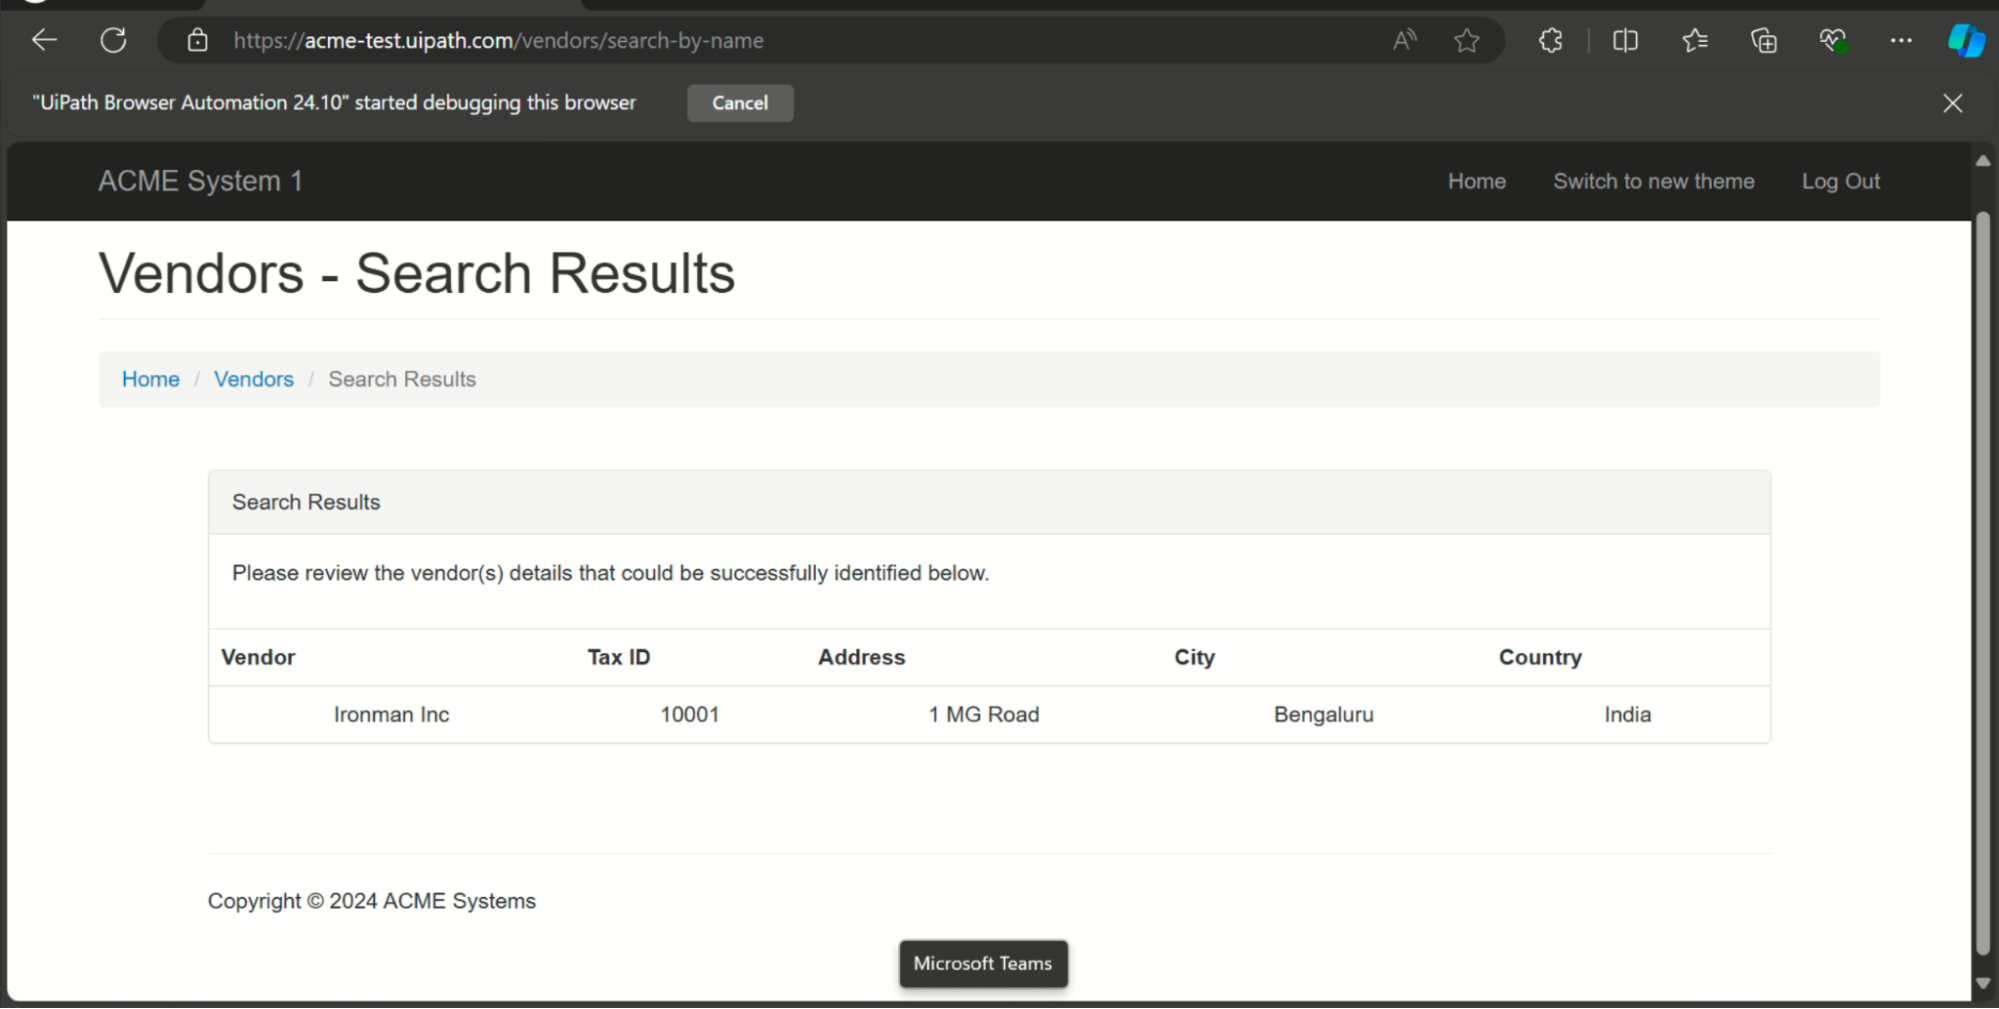 https://acme-test.uipath.com/vendors/search-by-name
"UiPath Browser Automation 24.10" started debugging this browser Cancel
ACME System 1 Home Switch to new theme Log Out
Vendors - Search Results
Home / Vendors / Search Results
Search Results
Please review the vendor(s) details that could be successfully identified below.
Vendor Tax ID Address City Country
Ironman Inc 10001 1 MG Road Bengaluru India
Copyright © 2024 ACME Systems
Microsoft Teams